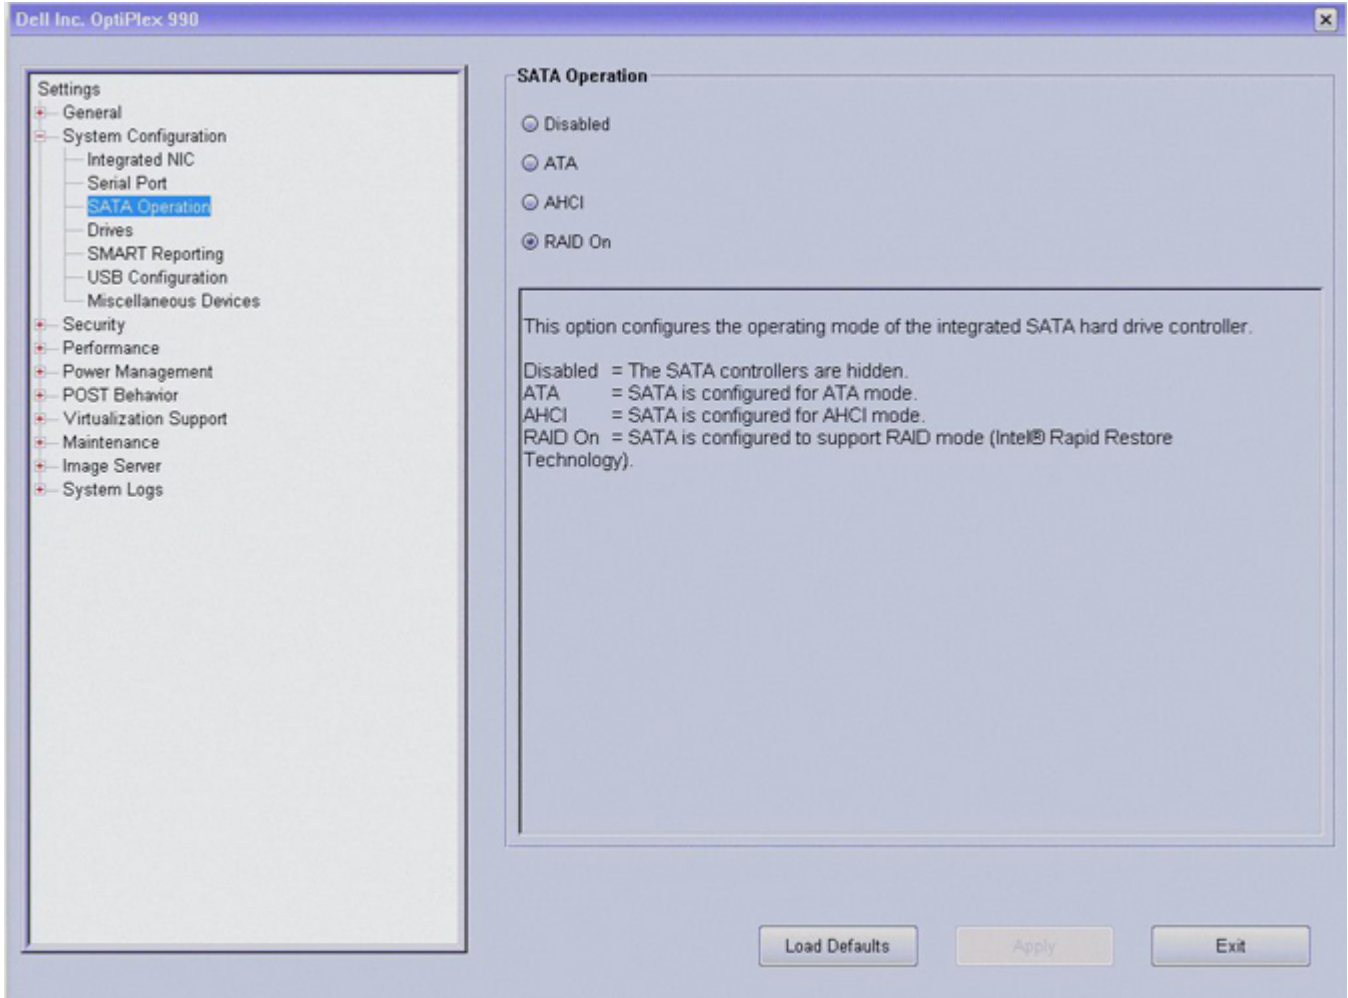 Dell Inc. OptiPlex 990
Settings
General
System Configuration
Integrated NIC
Serial Port
SATA Operation
Drives
SMART Reporting
USB Configuration
Miscellaneous Devices
Security
Performance
Power Management
POST Behavior
Virtualization Support
Maintenance
Image Server
System Logs
SATA Operation
Disabled
ATA
AHCI
RAID On
This option configures the operating mode of the integrated SATA hard drive controller.
Disabled = The SATA controllers are hidden.
ATA = SATA is configured for ATA mode.
AHCI = SATA is configured for AHCI mode.
RAID On = SATA is configured to support RAID mode (Intel® Rapid Restore
Technology).
Load Defaults
Apply
Exit